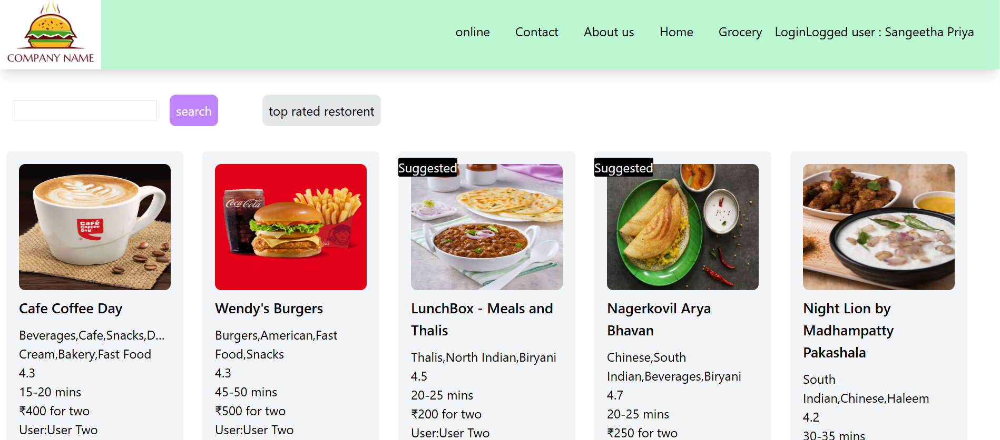 COMPANY NAME
online Contact About us Home Grocery LoginLogged user : Sangeetha Priya
search top rated restorent
Café
Coffee
Day
Cafe Coffee Day
Beverages,Cafe,Snacks,D...
Cream,Bakery,Fast Food
4.3
15-20 mins
₹400 for two
User:User Two
Coca-Cola
Wendy's Burgers
Burgers,American,Fast
Food,Snacks
4.3
45-50 mins
₹500 for two
User:User Two
Suggested
LunchBox - Meals and
Thalis
Thalis,North Indian,Biryani
4.5
20-25 mins
₹200 for two
User:User Two
Suggested
Nagerkovil Arya
Bhavan
Chinese,South
Indian,Beverages,Biryani
4.7
20-25 mins
₹250 for two
Night Lion by
Madhampatty
Pakashala
South
Indian,Chinese,Haleem
4.2
30-35 mins